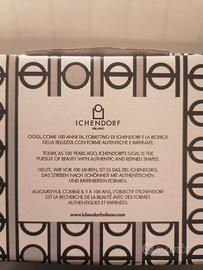 ICHENDORF
MILANO
OGGI, COME 100 ANNI FA, L'OBIETTIVO DI ICHENDORF È LA RICERCA
DELLA BELLEZZA CON FORME AUTENTICHE E RAFFINATE.
TODAY, AS 100 YEARS AGO, ICHENDORF'S GOAL IS THE
PURSUIT OF BEAUTY WITH AUTHENTIC AND REFINED SHAPES.
HEUTE, WIE VOR 100 JAHREN, IST ES DAS ZIEL ICHENDORFS,
DAS STREBEN NACH SCHÖNHEIT MIT AUTHENTISCHEN
UND RAFFINIERTEN FORMEN.
AUJOURD'HUI, COMME IL Y A 100 ANS, L'OBJECTIF D'ICHENDORF
EST LA RECHERCHE DE LA BEAUTÉ AVEC DES FORMES
AUTHENTIQUES ET RAFFINÉES.
www.ichendorfmilano.com